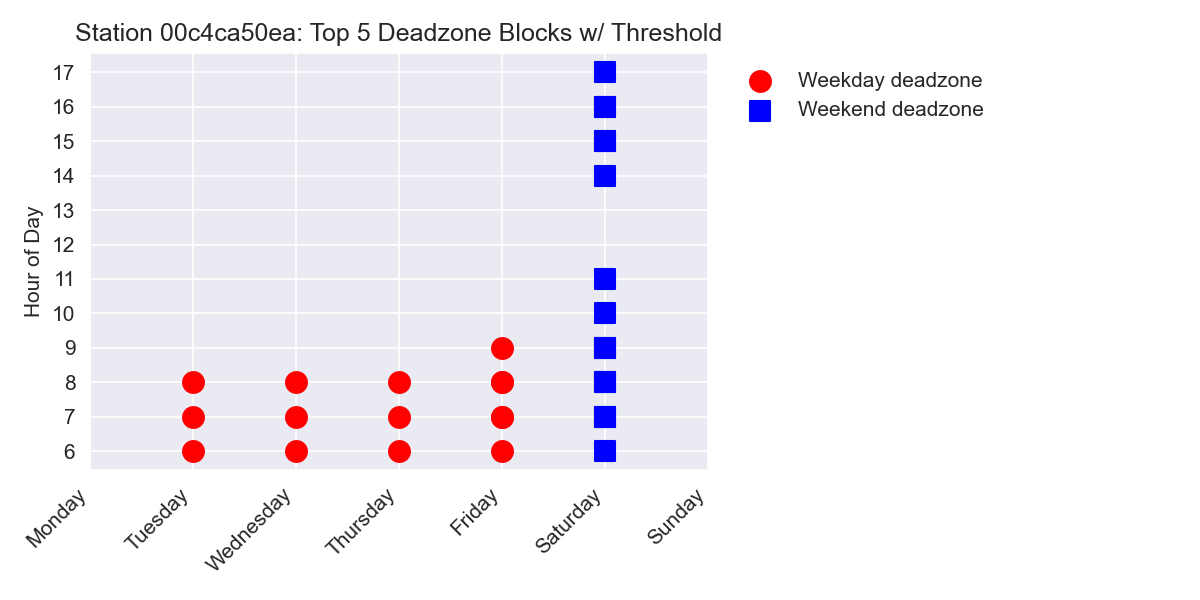 Station 00c4ca50ea: Top 5 Deadzone Blocks w/ Threshold
Weekday deadzone
Weekend deadzone
Hour of Day
17
16
15
14
13
12
11
10
9
8
7
6
Monday
Tuesday
Wednesday
Thursday
Friday
Saturday
Sunday